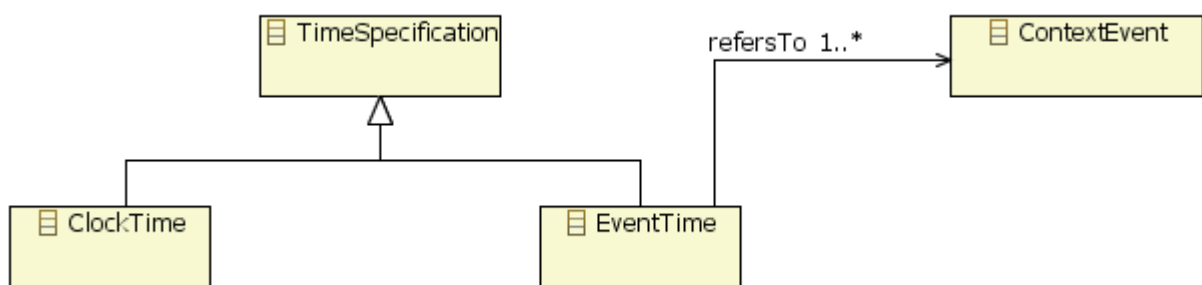 TimeSpecification
ContextEvent
refersTo 1..*
ClockTime
EventTime